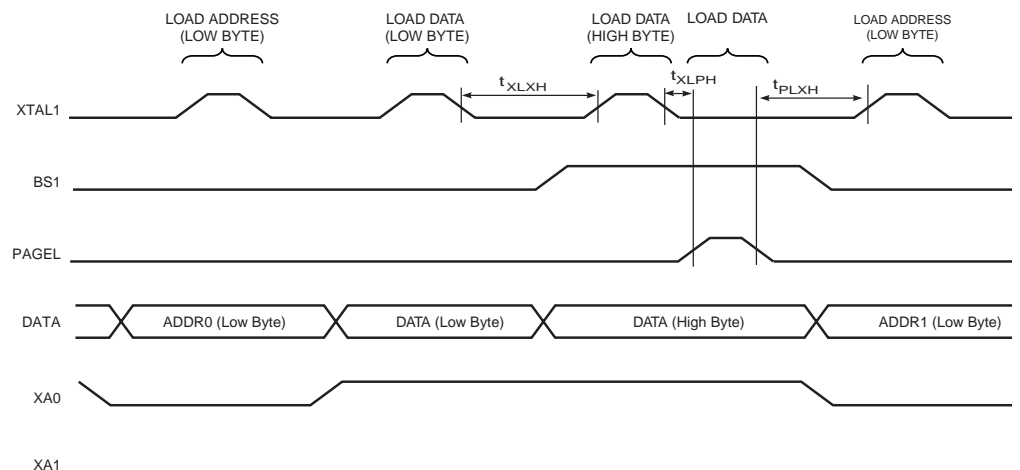 LOAD ADDRESS
(LOW BYTE)
LOAD DATA
(LOW BYTE)
LOAD DATA
(HIGH BYTE)
LOAD DATA
LOAD ADDRESS
(LOW BYTE)
tXLXH
tXLPH
tPLXH
XTAL1
BS1
PAGEL
DATA
ADDR0 (Low Byte)
DATA (Low Byte)
DATA (High Byte)
ADDR1 (Low Byte)
XA0
XA1